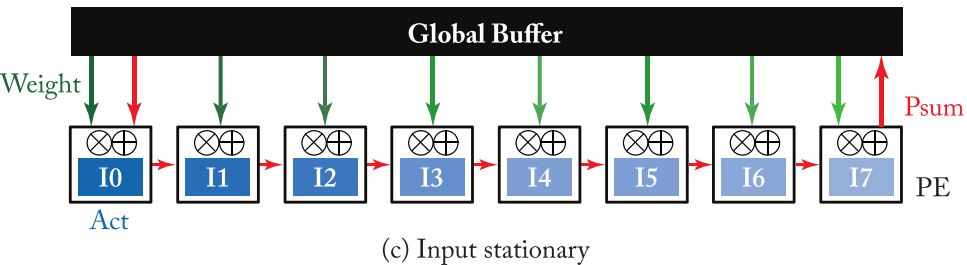 Global Buffer
Weight
Psum
I0 I1 I2 I3 I4 I5 I6 I7
PE
Act
(c) Input stationary